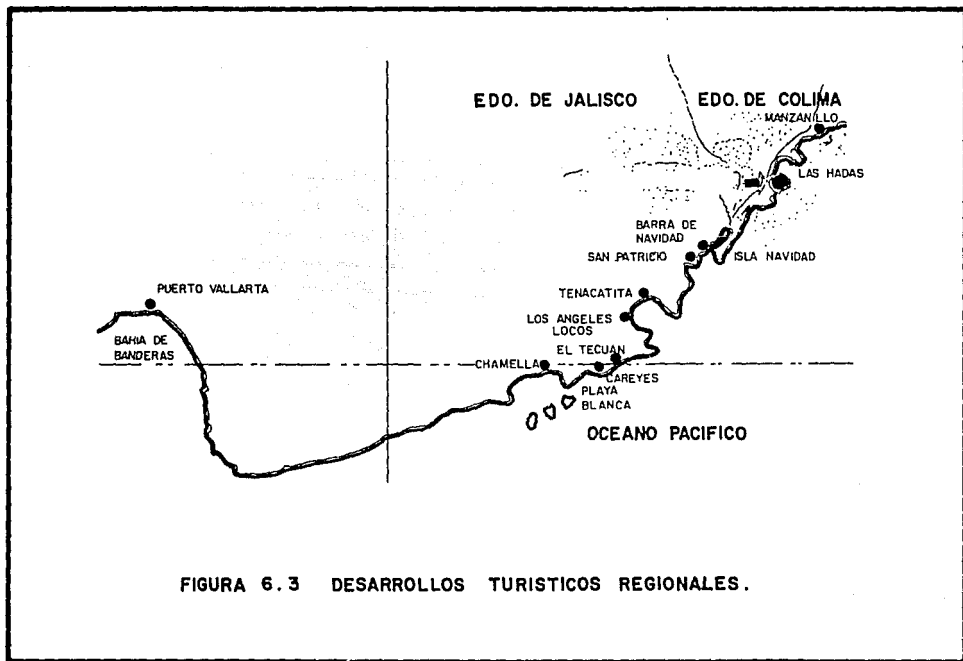 EDO. DE JALISCO
EDO. DE COLIMA
MANZANILLO
LAS HADAS
BARRA DE
NAVIDAD
SAN PATRICIO
ISLA NAVIDAD
TENACATITA
PUERTO VALLARTA
LOS ANGELES
LOCOS
BAHIA DE
BANDERAS
EL TECUAN
CHAMELLA
CAREYES
PLAYA
BLANCA
OCEANO PACIFICO
FIGURA 6.3 DESARROLLOS TURISTICOS REGIONALES.